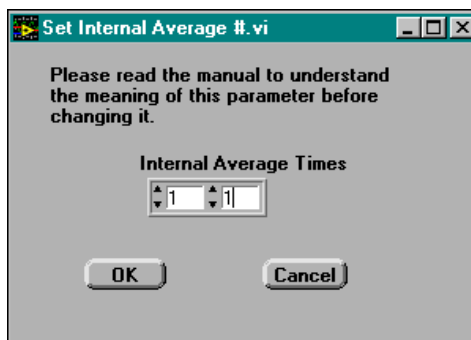 Set Internal Average #.vi
Please read the manual to understand
the meaning of this parameter before
changing it.
Internal Average Times
1 1
OK Cancel